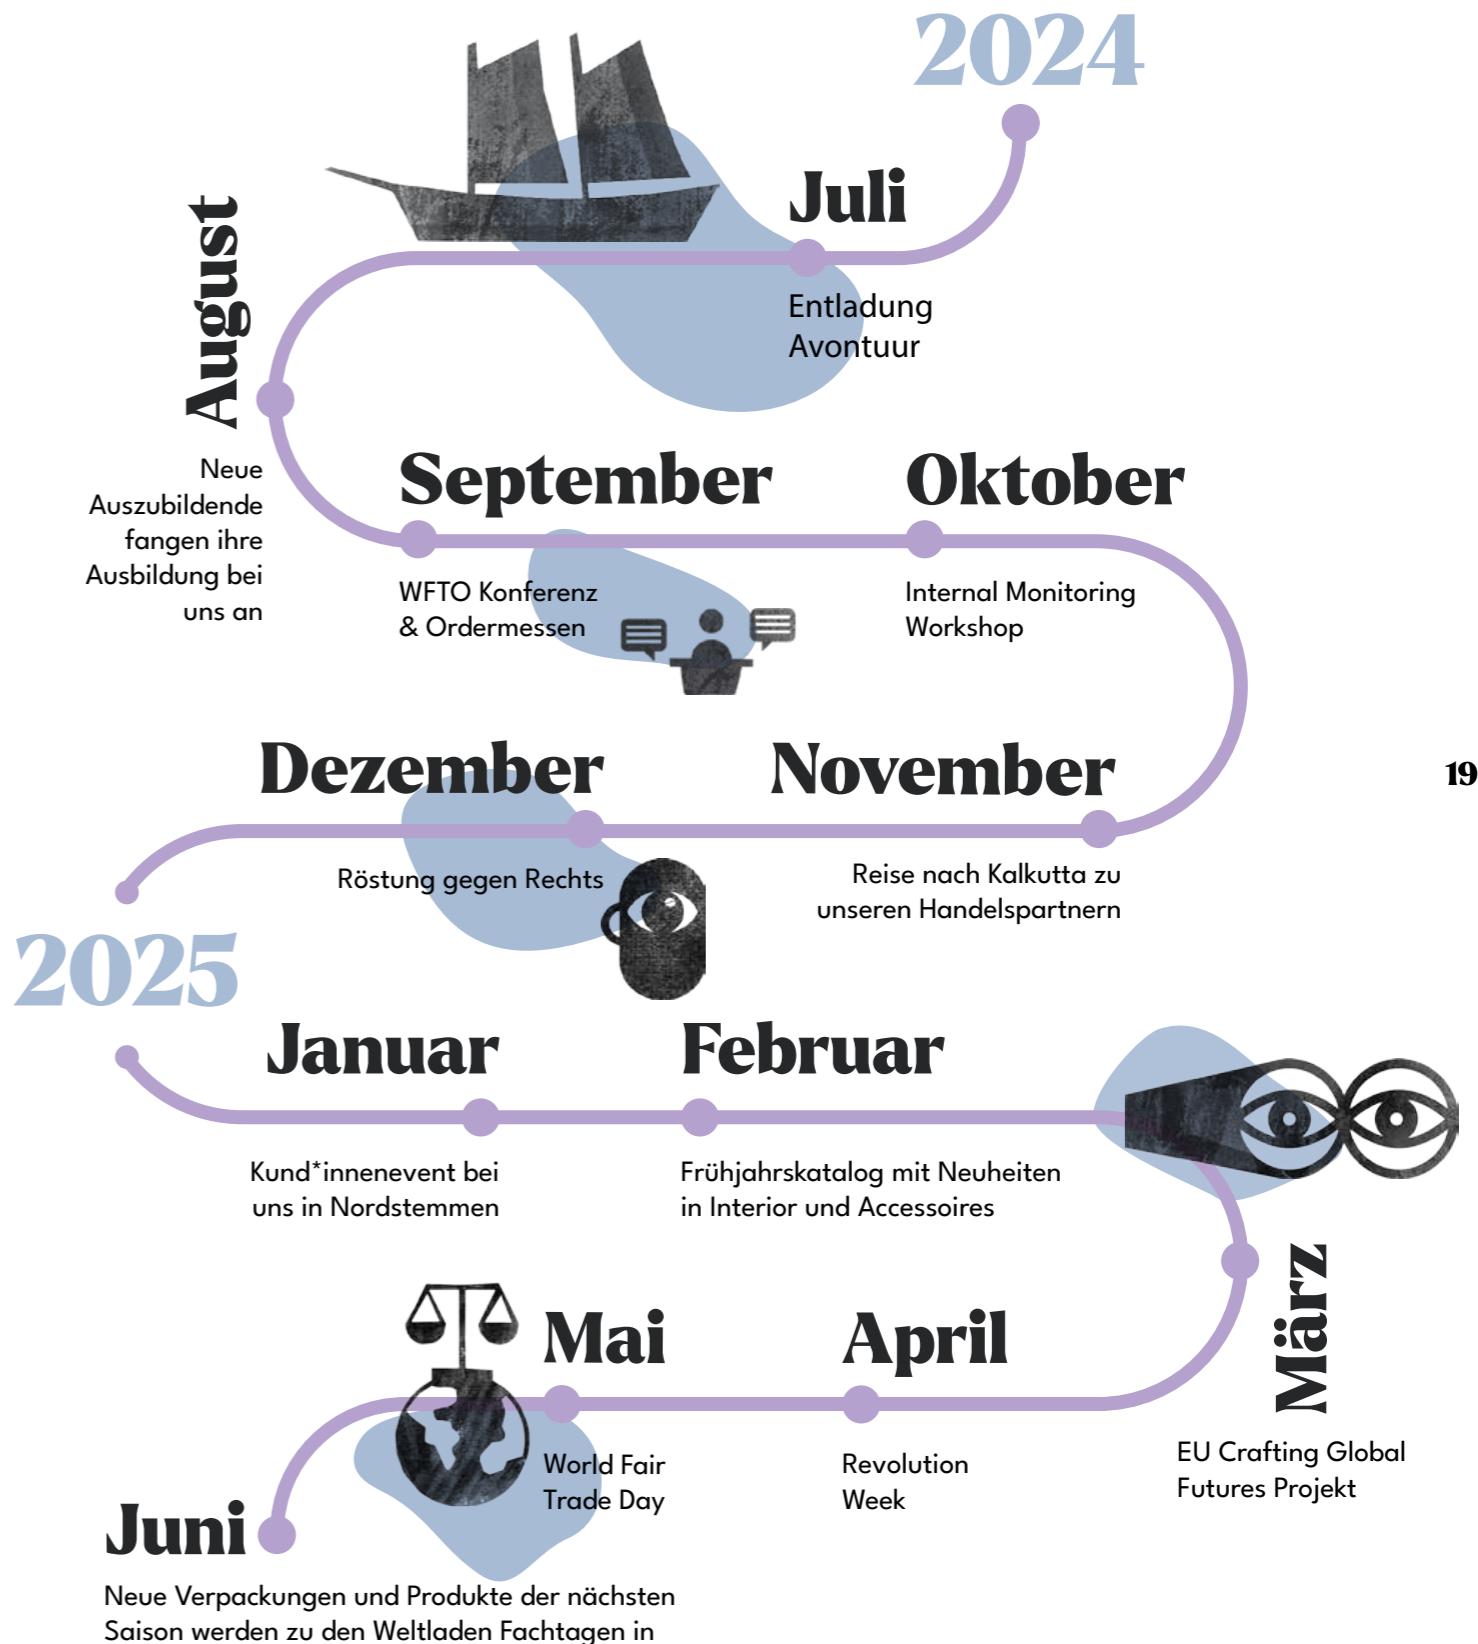 2024
Juli
Entladung
Avontuur
August
Neue
Auszubildende
fangen ihre
Ausbildung bei
uns an
September
WFTO Konferenz
& Ordermessen
Oktober
Internal Monitoring
Workshop
November
Reise nach Kalkutta zu
unseren Handelspartnern
Dezember
Röstung gegen Rechts
19
2025
Januar
Kund*innenevent bei
uns in Nordstemmen
Februar
Frühjahrskatalog mit Neuheiten
in Interior und Accessoires
März
EU Crafting Global
Futures Projekt
April
Revolution
Week
Mai
World Fair
Trade Day
Juni
Neue Verpackungen und Produkte der nächsten
Saison werden zu den Weltladen Fachtagen in